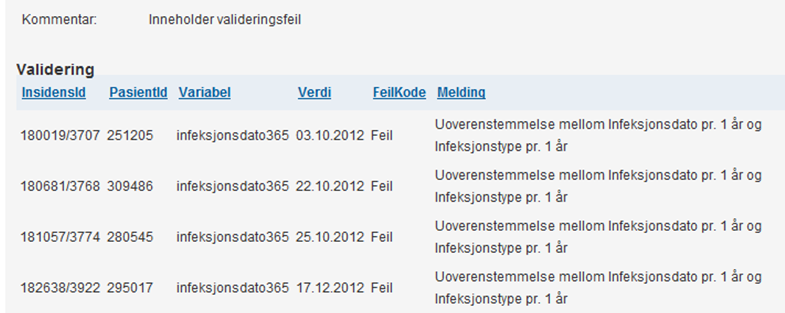 Kommentar: Inneholder valideringsfeil
Validering
InsidensId PasientId Variabel Verdi FeilKode Melding
180019/3707 251205 infeksjonsdato365 03.10.2012 Feil Uoverenstemmelse mellom Infeksjonsdato pr. 1 år og
Infeksjonstype pr. 1 år
180681/3768 309486 infeksjonsdato365 22.10.2012 Feil Uoverenstemmelse mellom Infeksjonsdato pr. 1 år og
Infeksjonstype pr. 1 år
181057/3774 280545 infeksjonsdato365 25.10.2012 Feil Uoverenstemmelse mellom Infeksjonsdato pr. 1 år og
Infeksjonstype pr. 1 år
182638/3922 295017 infeksjonsdato365 17.12.2012 Feil Uoverenstemmelse mellom Infeksjonsdato pr. 1 år og
Infeksjonstype pr. 1 år